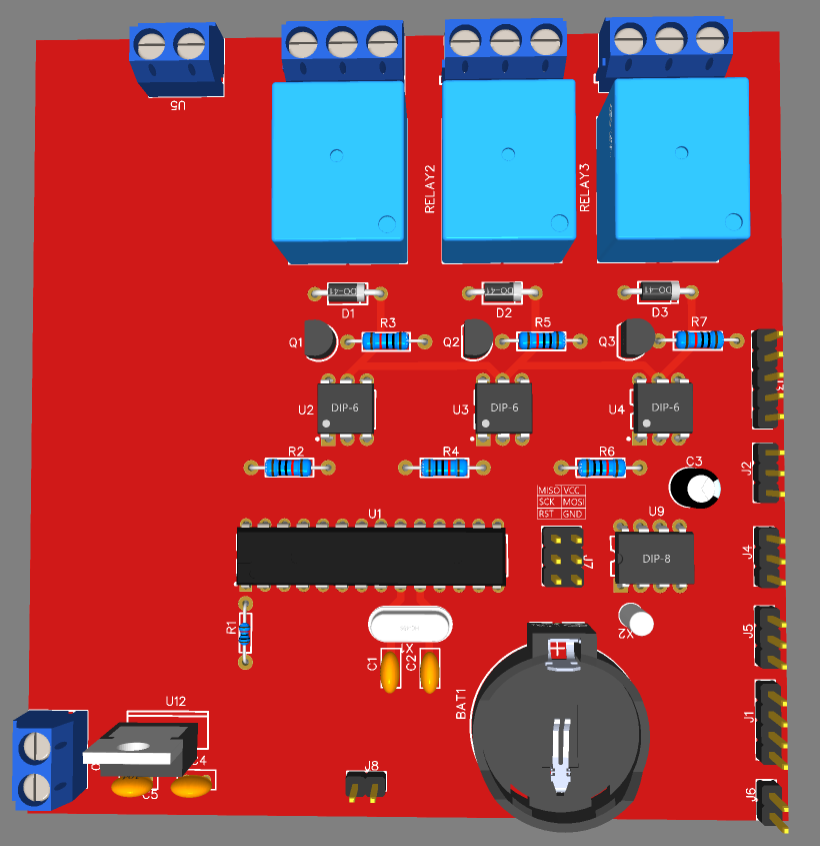 U5
RELAY2
RELAY3
DO-41
DO-41
DO-41
D1
D2
D3
Q1
R3
Q2
R5
Q3
R7
U2
DIP-6
U3
DIP-6
U4
DIP-6
R2
R4
R6
C3
J2
MISO VCC
SCK MOSI
RST GND
U1
U9
J7
DIP-8
J4
R1
X1
C1
C2
X2
J5
BAT1
U12
J1
C4
C5
J8
J6